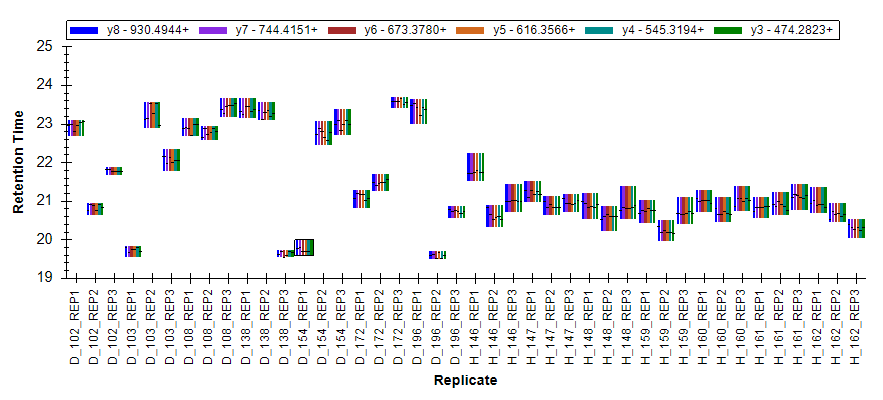 y8 - 930.4944+ y7 - 744.4151+ y6 - 673.3780+ y5 - 616.3566+ y4 - 545.3194+ y3 - 474.2823+
25
24
23
22
21
20
19
Retention Time
D_102_REP1
D_102_REP2
D_102_REP3
D_103_REP1
D_103_REP2
D_103_REP3
D_108_REP1
D_108_REP2
D_108_REP3
D_138_REP1
D_138_REP2
D_138_REP3
D_154_REP1
D_154_REP2
D_154_REP3
D_172_REP1
D_172_REP2
D_172_REP3
D_196_REP1
D_196_REP2
D_196_REP3
H_146_REP1
H_146_REP2
H_146_REP3
H_147_REP1
H_147_REP2
H_147_REP3
H_148_REP1
H_148_REP2
H_148_REP3
H_159_REP1
H_159_REP2
H_159_REP3
H_160_REP1
H_160_REP2
H_160_REP3
H_161_REP1
H_161_REP2
H_161_REP3
H_162_REP1
H_162_REP2
H_162_REP3
Replicate